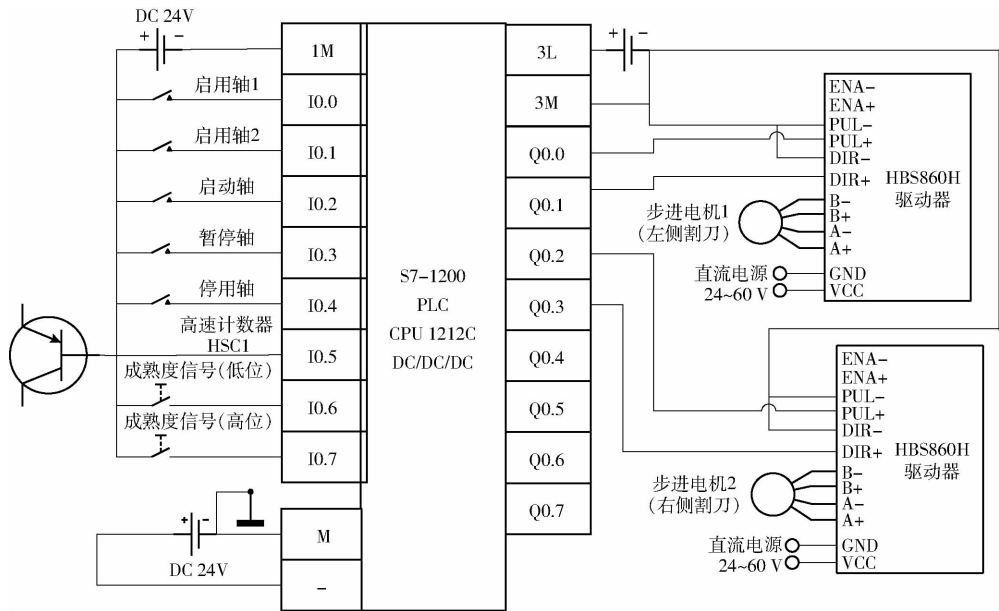 DC 24V
+ -
启用轴1
启用轴2
启动轴
暂停轴
停用轴
高速计数器
HSC1
成熟度信号(低位)
成熟度信号(高位)
+ -
DC 24V
1M
I0.0
I0.1
I0.2
I0.3
I0.4
I0.5
I0.6
I0.7
M
-
S7-1200
PLC
CPU 1212C
DC/DC/DC
3L
3M
Q0.0
Q0.1
Q0.2
Q0.3
Q0.4
Q0.5
Q0.6
Q0.7
+ -
ENA-
ENA+
PUL-
PUL+
DIR-
DIR+
B-
B+
A-
A+
GND
VCC
HBS860H
驱动器
步进电机1
(左侧割刀)
直流电源
24~60 V
ENA-
ENA+
PUL-
PUL+
DIR-
DIR+
B-
B+
A-
A+
GND
VCC
HBS860H
驱动器
步进电机2
(右侧割刀)
直流电源
24~60 V